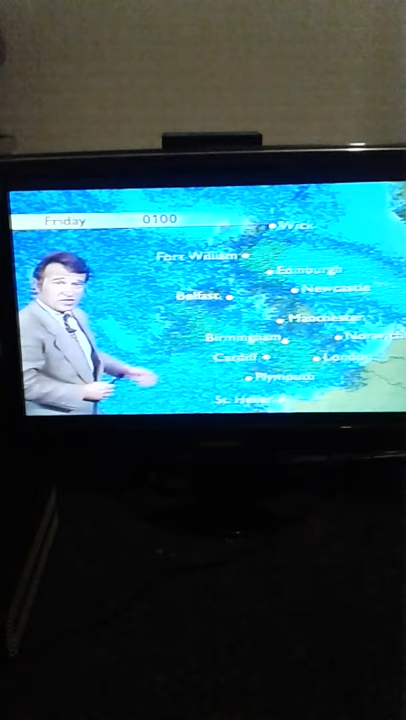 Friday 0100
Wick
Fort William
Edinburgh
Belfast
Newcastle
Manchester
Birmingham
Norwich
Cardiff
London
Plymouth
St. Helier